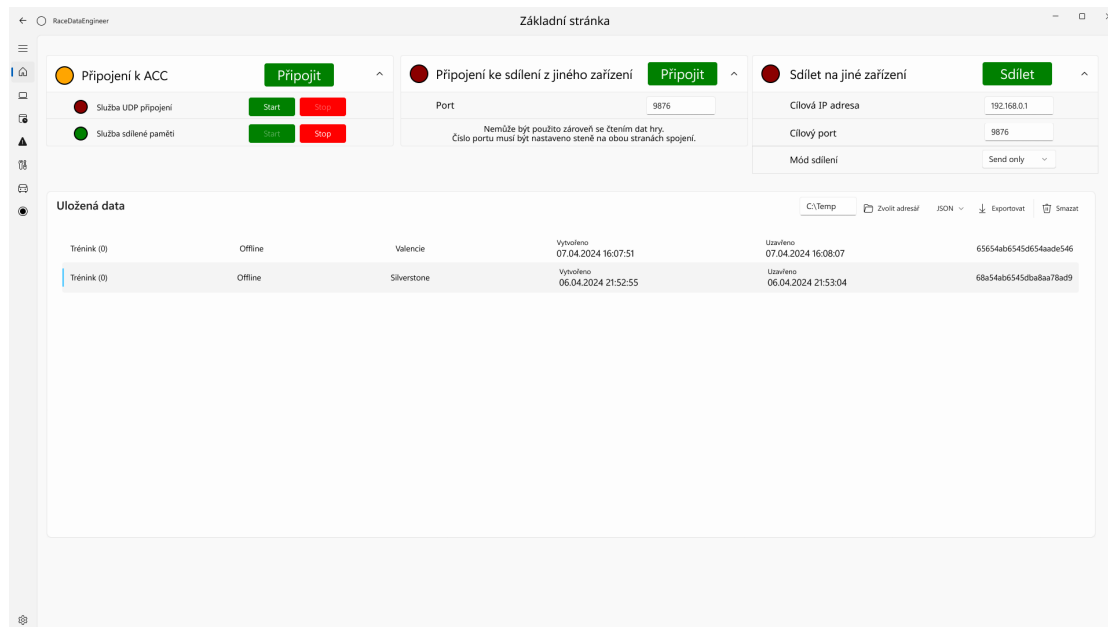 RaceDataEngineer
Základní stránka
Připojení k ACC
Připojit
Služba UDP připojení
Start
Stop
Služba sdílené paměti
Start
Stop
Připojení ke sdílení z jiného zařízení
Připojit
Port
9876
Nemůže být použito zároveň se čtením dat hry.
Číslo portu musí být nastaveno steně na obou stranách spojení.
Sdílet na jiné zařízení
Sdílet
Cílová IP adresa
192.168.0.1
Cílový port
9876
Mód sdílení
Send only
Uložená data
C:\Temp
Zvolit adresář
JSON
Exportovat
Smazat
Trénink (0)
Offline
Valencie
Vytvořeno
07.04.2024 16:07:51
Uzavřeno
07.04.2024 16:08:07
65654ab6545d654aade546
Trénink (0)
Offline
Silverstone
Vytvořeno
06.04.2024 21:52:55
Uzavřeno
06.04.2024 21:53:04
68a54ab6545dba8aa78ad9